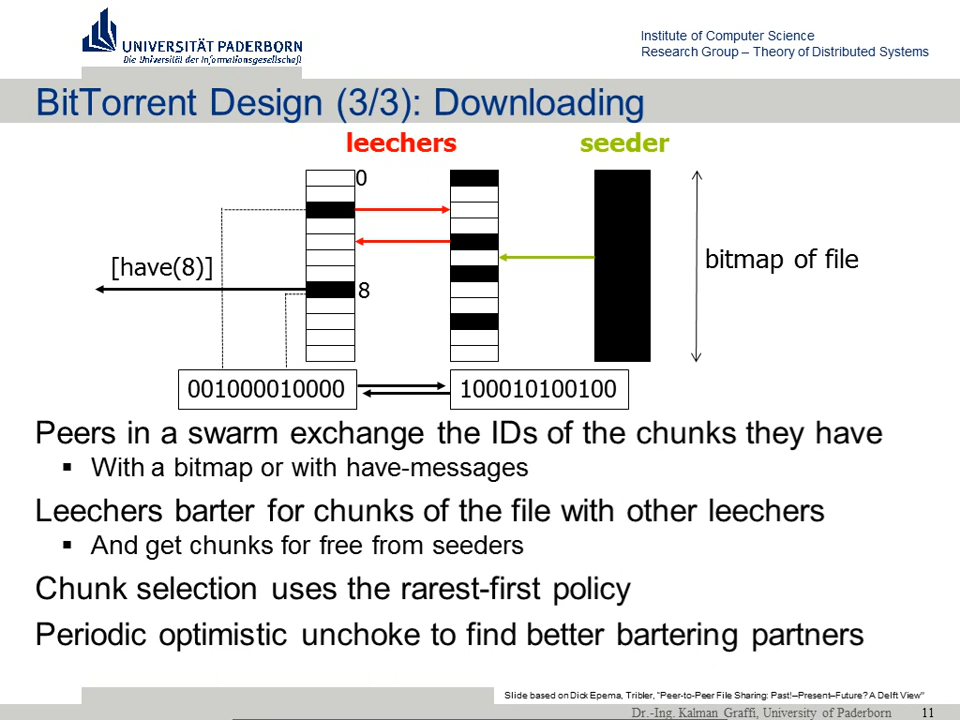 UNIVERSITÄT PADERBORN
Die Universität der Informationsgesellschaft
Institute of Computer Science
Research Group – Theory of Distributed Systems
BitTorrent Design (3/3): Downloading
leechers
seeder
0
[have(8)]
8
bitmap of file
001000010000
100010100100
Peers in a swarm exchange the IDs of the chunks they have
▪ With a bitmap or with have-messages
Leechers barter for chunks of the file with other leechers
▪ And get chunks for free from seeders
Chunk selection uses the rarest-first policy
Periodic optimistic unchoke to find better bartering partners
Slide based on Dick Epema, Tribler, "Peer-to-Peer File Sharing: Past!–Present–Future? A Delft View"
Dr.-Ing. Kalman Graffi, University of Paderborn 11